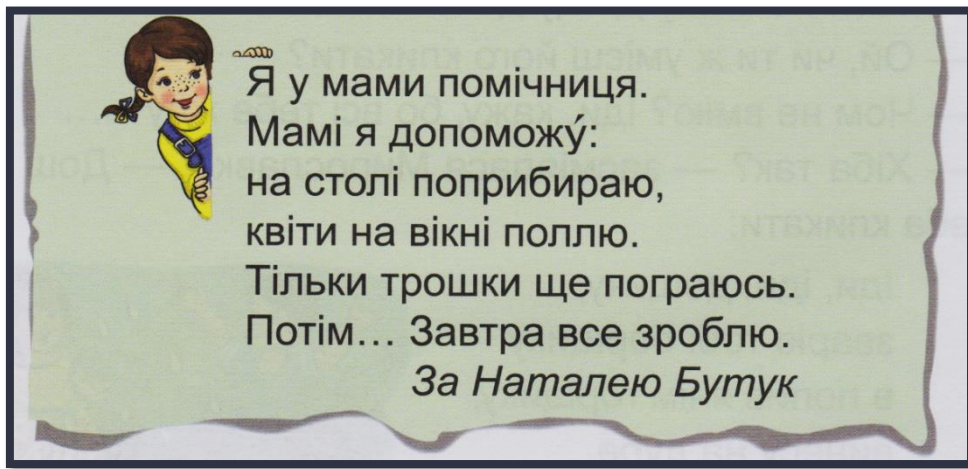 Я у мами помічниця.
Мамі я допоможу́:
на столі поприбираю,
квіти на вікні поллю.
Тільки трошки ще пограюсь.
Потім... Завтра все зроблю.
За Наталею Бутук